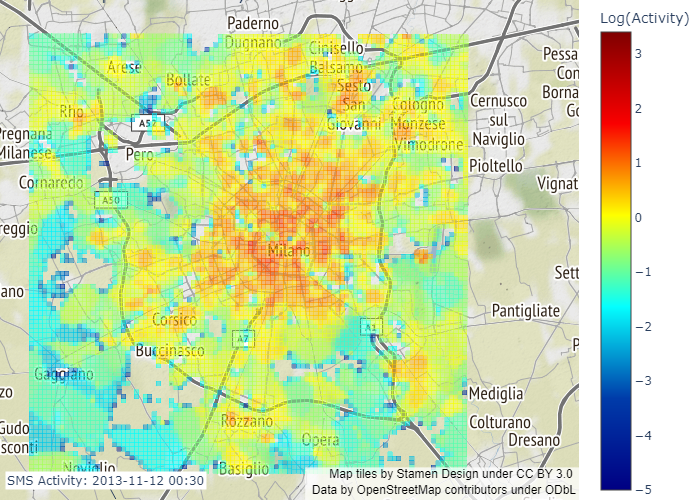 Paderno
Dugnano
Cinisello
Balsamo
Arese
Bollate
Sesto
San
Giovanni
Rho
Cologno
Monzese
Vimodrone
Cernusco
sul
Naviglio
Pessa
Con
Borna
Go
A52
Pregnana
Milanese
Pero
Pioltello
Cornaredo
Vignat
A50
reggio
Milano
Sett
ano
Pantigliate
Corsico
A7
A1
Buccinasco
P
Gaggiano
zo
Mediglia
Rozzano
Colturano
Gudo
sconti
Opera
Dresano
Noviglio
Basiglio
SMS Activity: 2013-11-12 00:30
Map tiles by Stamen Design under CC BY 3.0
Data by OpenStreetMap contributors under ODbL
Log(Activity)
3
2
1
0
−1
−2
−3
−4
−5